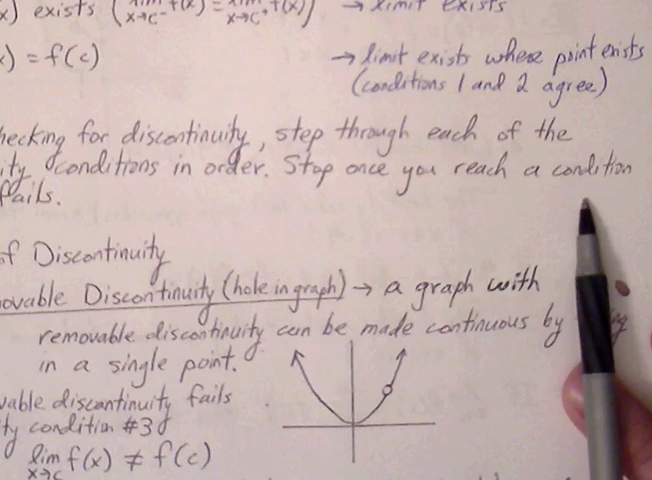 x) exists (lim f(x) = lim f(x)) → limit exists
x→c⁻ x→c⁺
x) = f(c) → limit exists where point exists
(conditions 1 and 2 agree)
hecking for discontinuity, step through each of the
ity conditions in order. Stop once you reach a condition
fails.
of Discontinuity
ovable Discontinuity (hole in graph) → a graph with
removable discontinuity can be made continuous by
in a single point.
vable discontinuity fails
ty condition #3
lim f(x) ≠ f(c)
x→c